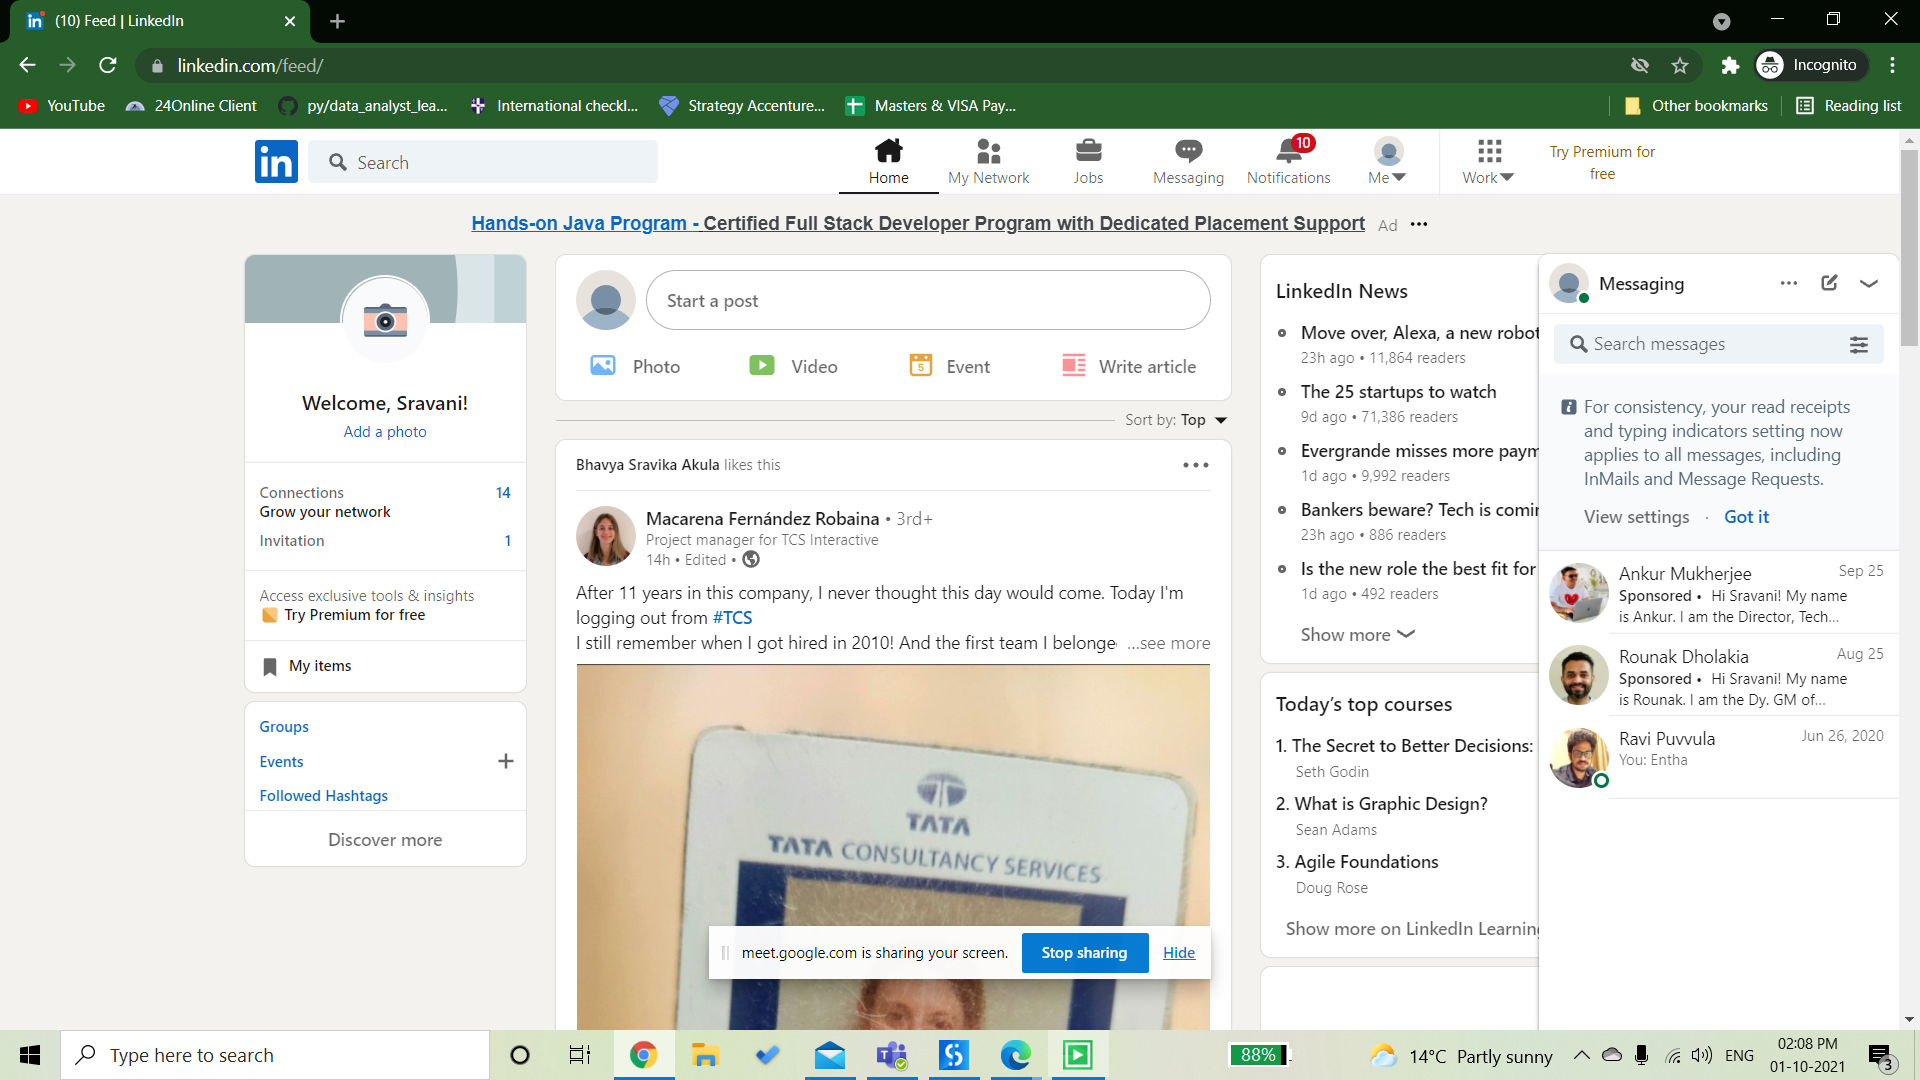 (10) Feed | LinkedIn
linkedin.com/feed/
Incognito
YouTube
24Online Client
py/data_analyst_lea...
International checkl...
Strategy Accenture...
Masters & VISA Pay...
Other bookmarks
Reading list
in
Search
Home
My Network
Jobs
Messaging
10
Notifications
Me
Work
Try Premium for
free
Hands-on Java Program - Certified Full Stack Developer Program with Dedicated Placement Support
Ad
Welcome, Sravani!
Add a photo
Connections 14
Grow your network
Invitation 1
Access exclusive tools & insights
Try Premium for free
My items
Groups
Events
Followed Hashtags
Discover more
Start a post
Photo
Video
5
Event
Write article
Sort by: Top
Bhavya Sravika Akula likes this
Macarena Fernández Robaina • 3rd+
Project manager for TCS Interactive
14h • Edited •
After 11 years in this company, I never thought this day would come. Today I'm
logging out from #TCS
I still remember when I got hired in 2010! And the first team I belonge ...see more
TATA
TATA CONSULTANCY SERVICES
meet.google.com is sharing your screen.
Stop sharing
Hide
LinkedIn News
Move over, Alexa, a new robot
23h ago • 11,864 readers
The 25 startups to watch
9d ago • 71,386 readers
Evergrande misses more paym
1d ago • 9,992 readers
Bankers beware? Tech is comin
23h ago • 886 readers
Is the new role the best fit for
1d ago • 492 readers
Show more
Today's top courses
1. The Secret to Better Decisions:
Seth Godin
2. What is Graphic Design?
Sean Adams
3. Agile Foundations
Doug Rose
Show more on LinkedIn Learning
Messaging
Search messages
For consistency, your read receipts
and typing indicators setting now
applies to all messages, including
InMails and Message Requests.
View settings · Got it
Ankur Mukherjee Sep 25
Sponsored • Hi Sravani! My name
is Ankur. I am the Director, Tech...
Rounak Dholakia Aug 25
Sponsored • Hi Sravani! My name
is Rounak. I am the Dy. GM of...
Ravi Puvvula Jun 26, 2020
You: Entha
Type here to search
88%
14°C Partly sunny
ENG
02:08 PM
01-10-2021
3